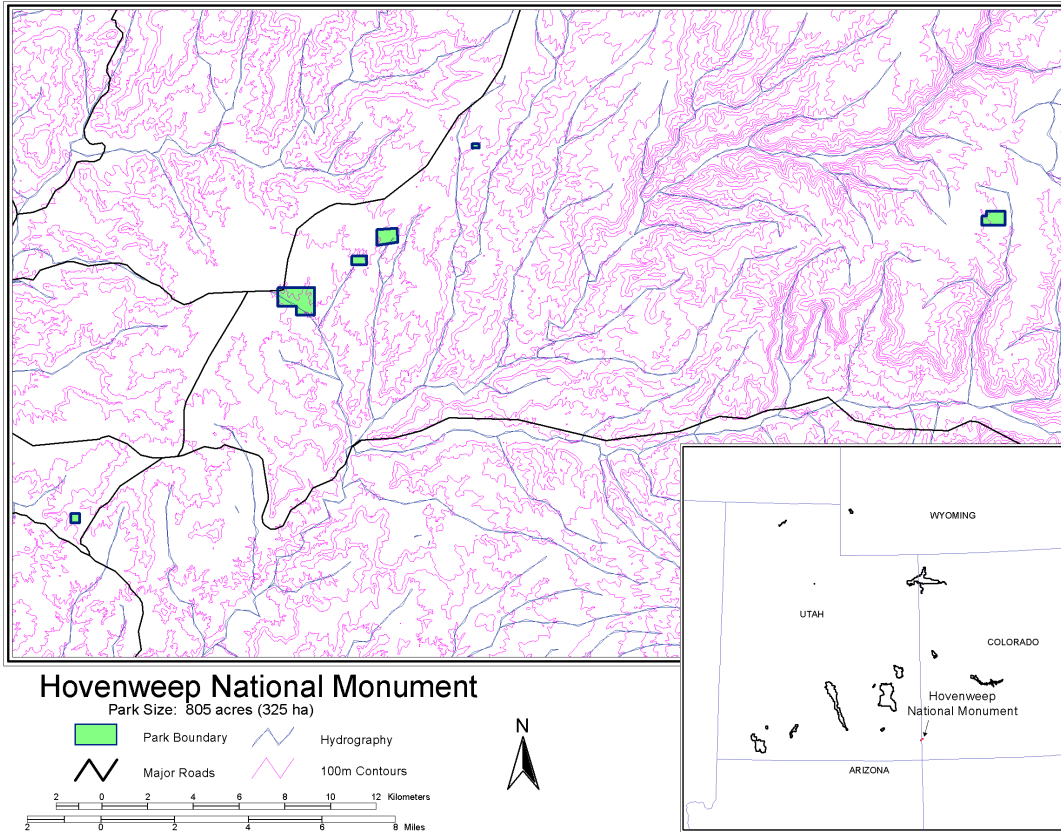 WYOMING
UTAH
COLORADO
Hovenweep
National Monument
ARIZONA
Hovenweep National Monument
Park Size: 805 acres (325 ha)
Park Boundary
Hydrography
Major Roads
100m Contours
N
2 0 2 4 6 8 10 12 Kilometers
2 0 2 4 6 8 Miles